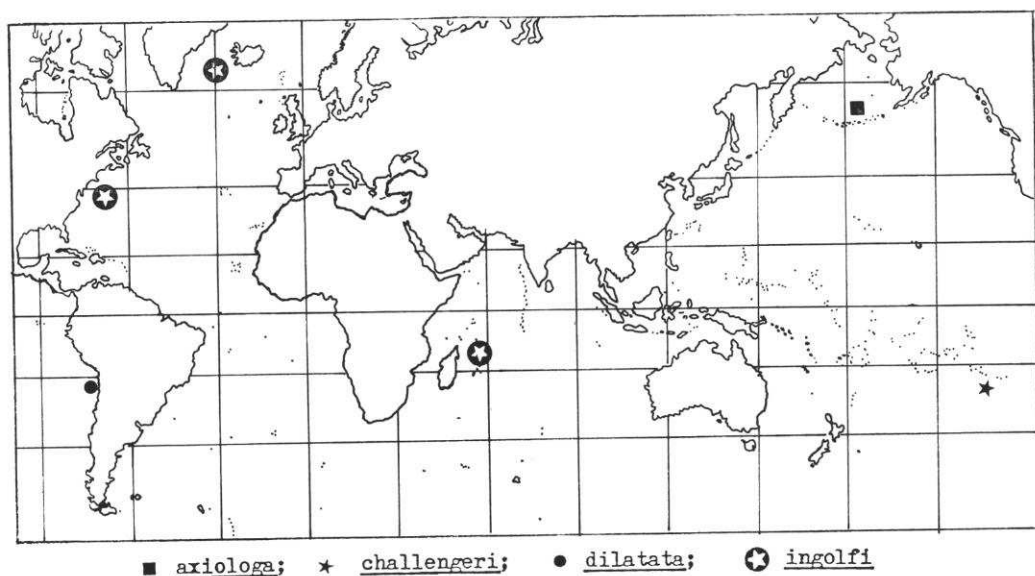 ■ axiologa; ★ challengeri; ● dilatata; ✪ ingolfi